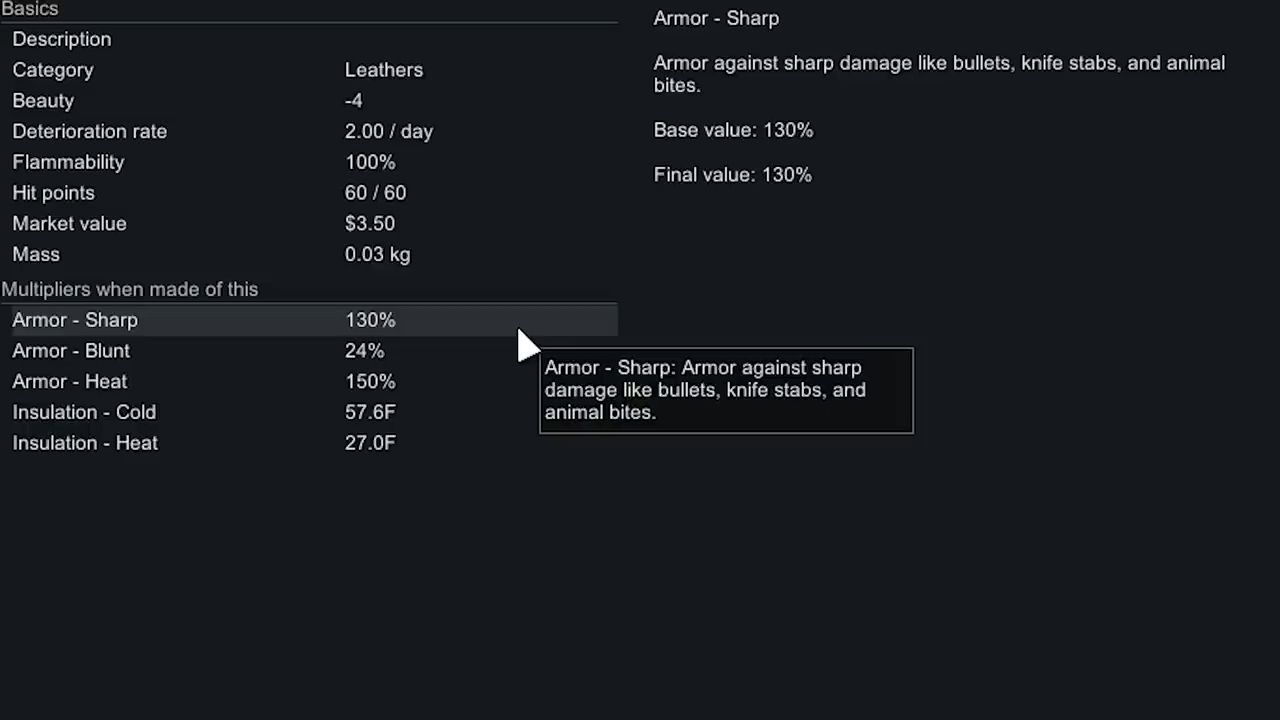 Basics
Description
Category Leathers
Beauty -4
Deterioration rate 2.00 / day
Flammability 100%
Hit points 60 / 60
Market value $3.50
Mass 0.03 kg
Multipliers when made of this
Armor - Sharp 130%
Armor - Blunt 24%
Armor - Heat 150%
Insulation - Cold 57.6F
Insulation - Heat 27.0F
Armor - Sharp
Armor against sharp damage like bullets, knife stabs, and animal
bites.
Base value: 130%
Final value: 130%
Armor - Sharp: Armor against sharp
damage like bullets, knife stabs, and
animal bites.